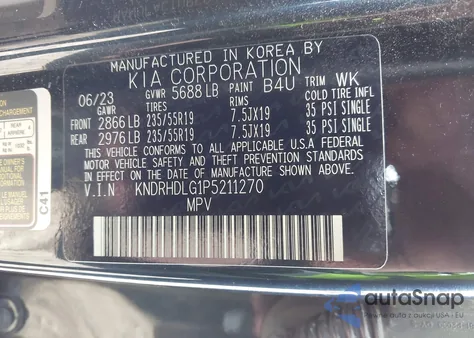 MANUFACTURED IN KOREA BY
KIA CORPORATION
06/23 GVWR 5688 LB PAINT B4U TRIM WK
GAWR TIRES RIMS COLD TIRE INFL
FRONT 2866 LB 235/55R19 7.5JX19 35 PSI SINGLE
REAR 2976 LB 235/55R19 7.5JX19 35 PSI SINGLE
THIS VEHICLE CONFORMS TO ALL APPLICABLE U.S.A FEDERAL
MOTOR VEHICLE SAFETY AND THEFT PREVENTION STANDARDS
IN EFFECT ON THE DATE OF MANUFACTURE SHOWN ABOVE.
V.I.N KNDRHDLG1P5211270
MPV
C41
autoSnap